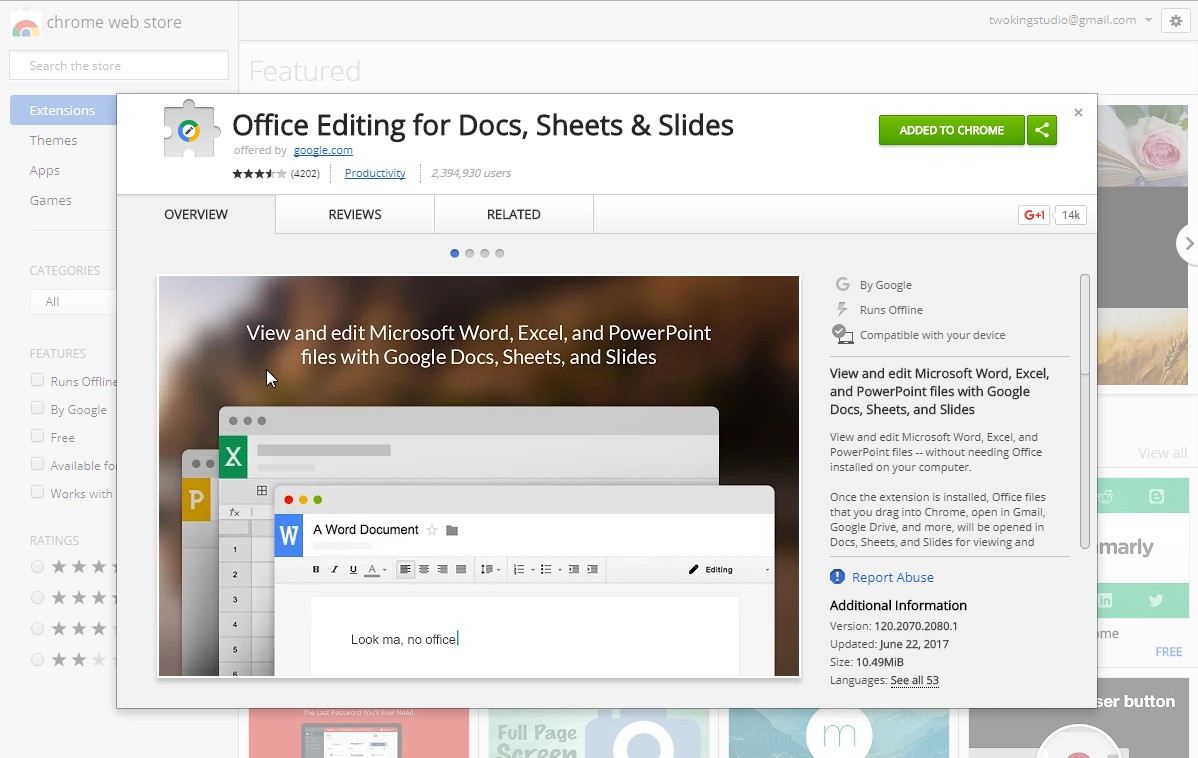 chrome web store
twokingstudio@gmail.com
Search the store
Featured
Extensions
Themes
Apps
Games
CATEGORIES
All
FEATURES
Runs Offline
By Google
Free
Available fo
Works with
RATINGS
Office Editing for Docs, Sheets & Slides
offered by google.com
(4202)
Productivity
2,394,930 users
ADDED TO CHROME
OVERVIEW
REVIEWS
RELATED
G+1
14k
View and edit Microsoft Word, Excel, and PowerPoint
files with Google Docs, Sheets, and Slides
X
P
fx
1
2
3
4
5
6
W
A Word Document
B I U A
Editing
Look ma, no office
By Google
Runs Offline
Compatible with your device
View and edit Microsoft Word, Excel,
and PowerPoint files with Google
Docs, Sheets, and Slides
View and edit Microsoft Word, Excel, and
PowerPoint files -- without needing Office
installed on your computer.
Once the extension is installed, Office files
that you drag into Chrome, open in Gmail,
Google Drive, and more, will be opened in
Docs, Sheets, and Slides for viewing and
Report Abuse
Additional Information
Version: 120.2070.2080.1
Updated: June 22, 2017
Size: 10.49MiB
Languages: See all 53
View all
marly
in
ome
FREE
ser button
The Last Password You'll Ever Need.
Full Page
Screen
m